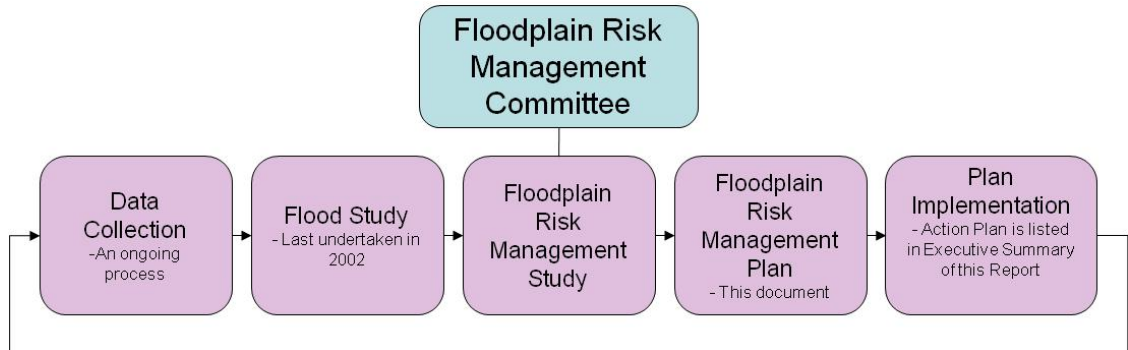 Floodplain Risk
Management
Committee
Data
Collection
-An ongoing
process
Flood Study
- Last undertaken in
2002
Floodplain
Risk
Management
Study
Floodplain
Risk
Management
Plan
- This document
Plan
Implementation
- Action Plan is listed
in Executive Summary
of this Report